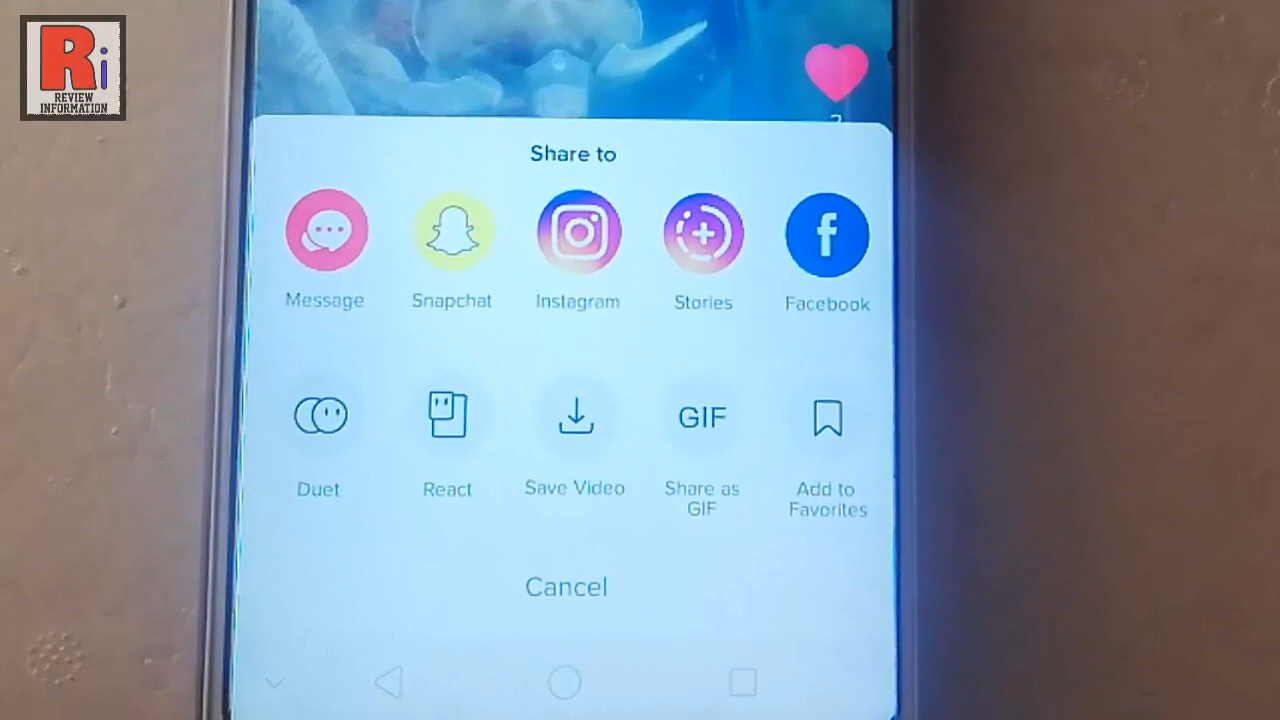 Ri
REVIEW
INFORMATION
Share to
Message
Snapchat
Instagram
Stories
Facebook
GIF
Duet
React
Save Video
Share as
GIF
Add to
Favorites
Cancel